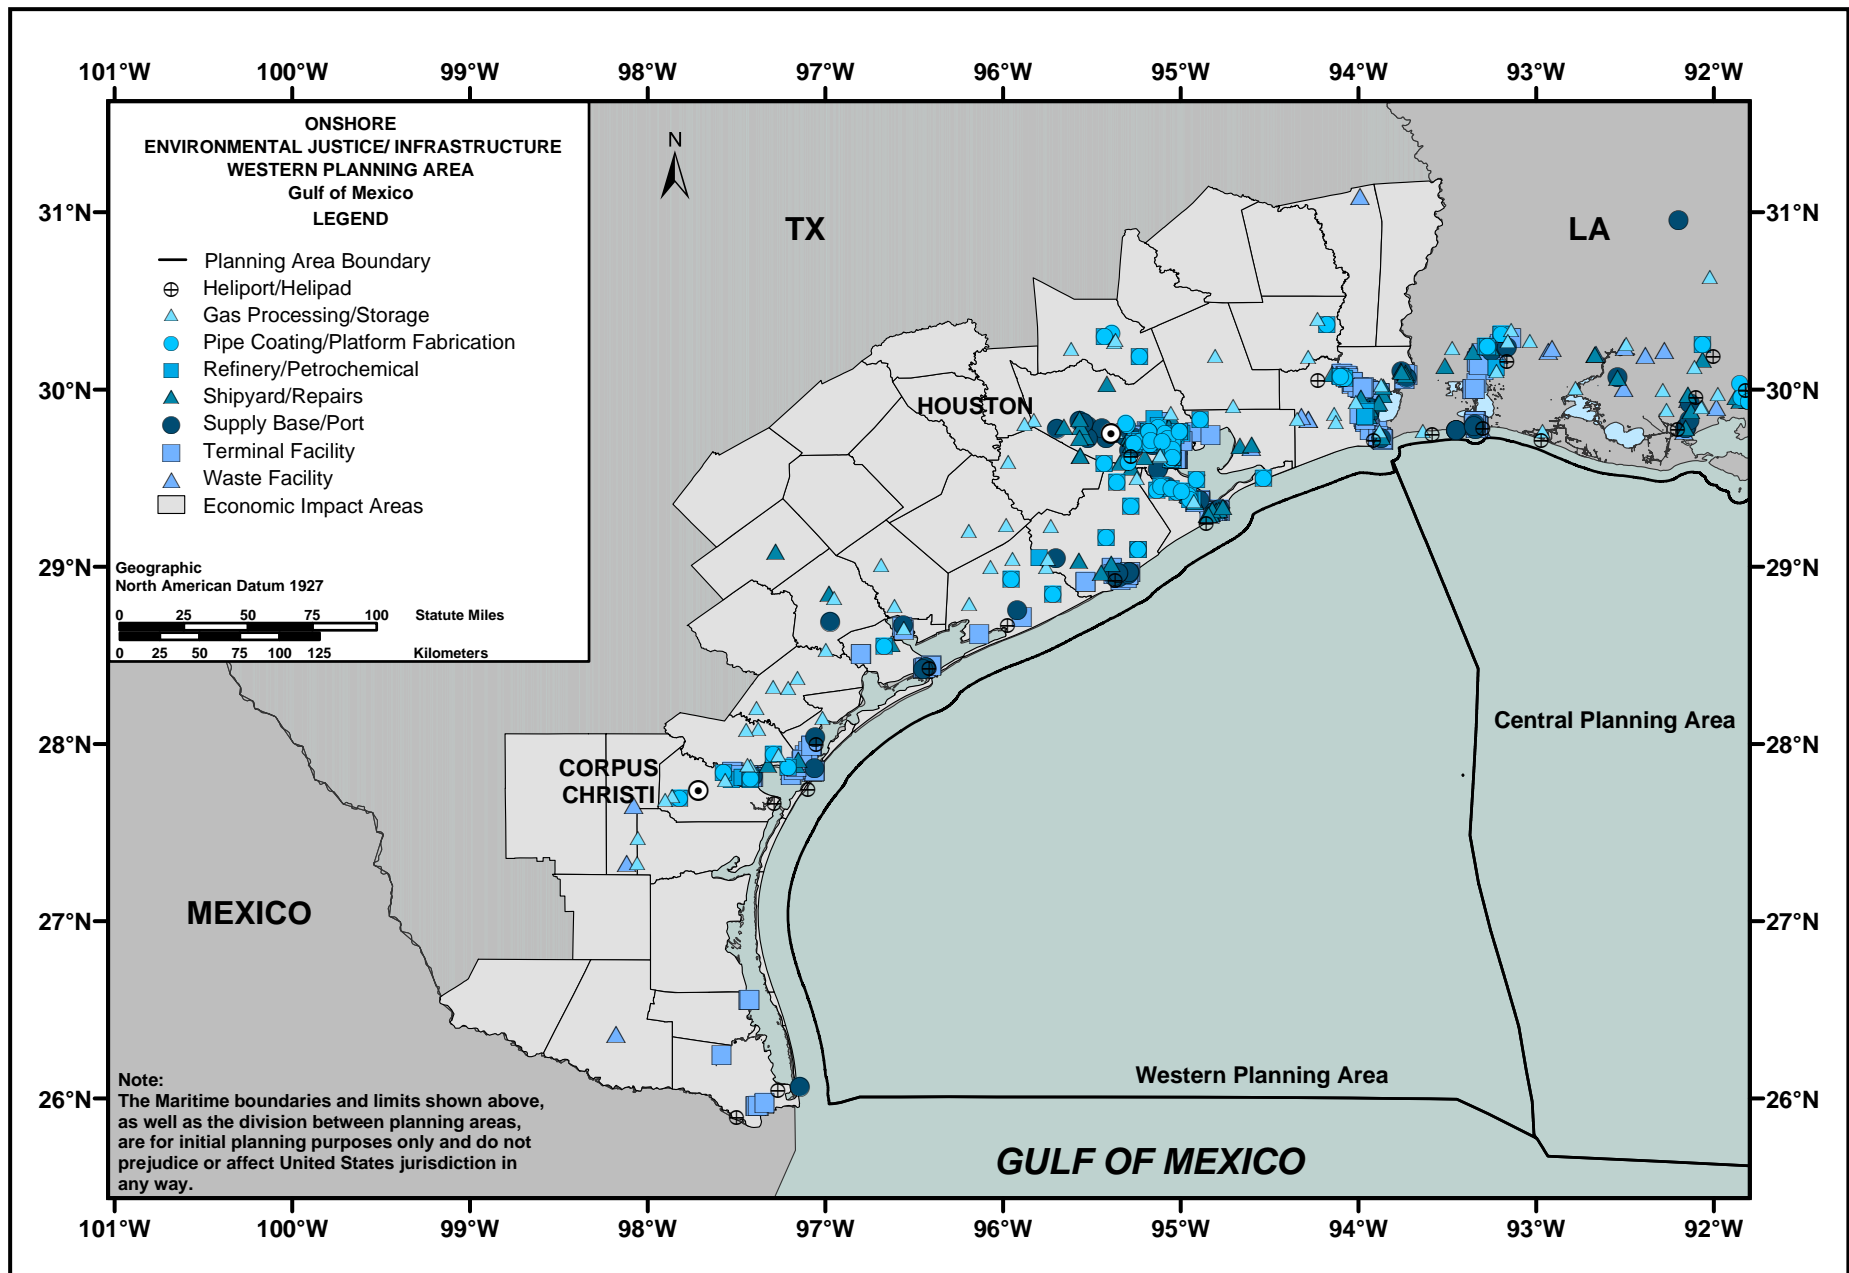 101°W 100°W 99°W 98°W 97°W 96°W 95°W 94°W 93°W 92°W
ONSHORE
ENVIRONMENTAL JUSTICE/ INFRASTRUCTURE
WESTERN PLANNING AREA
Gulf of Mexico
LEGEND
Planning Area Boundary
Heliport/Helipad
Gas Processing/Storage
Pipe Coating/Platform Fabrication
Refinery/Petrochemical
Shipyard/Repairs
Supply Base/Port
Terminal Facility
Waste Facility
Economic Impact Areas
Geographic
North American Datum 1927
0 25 50 75 100 Statute Miles
0 25 50 75 100 125 Kilometers
N
TX
LA
31°N 31°N
30°N 30°N
HOUSTON
29°N 29°N
28°N 28°N
Central Planning Area
CORPUS
CHRISTI
MEXICO
27°N 27°N
Western Planning Area
26°N 26°N
GULF OF MEXICO
Note:
The Maritime boundaries and limits shown above,
as well as the division between planning areas,
are for initial planning purposes only and do not
prejudice or affect United States jurisdiction in
any way.
101°W 100°W 99°W 98°W 97°W 96°W 95°W 94°W 93°W 92°W